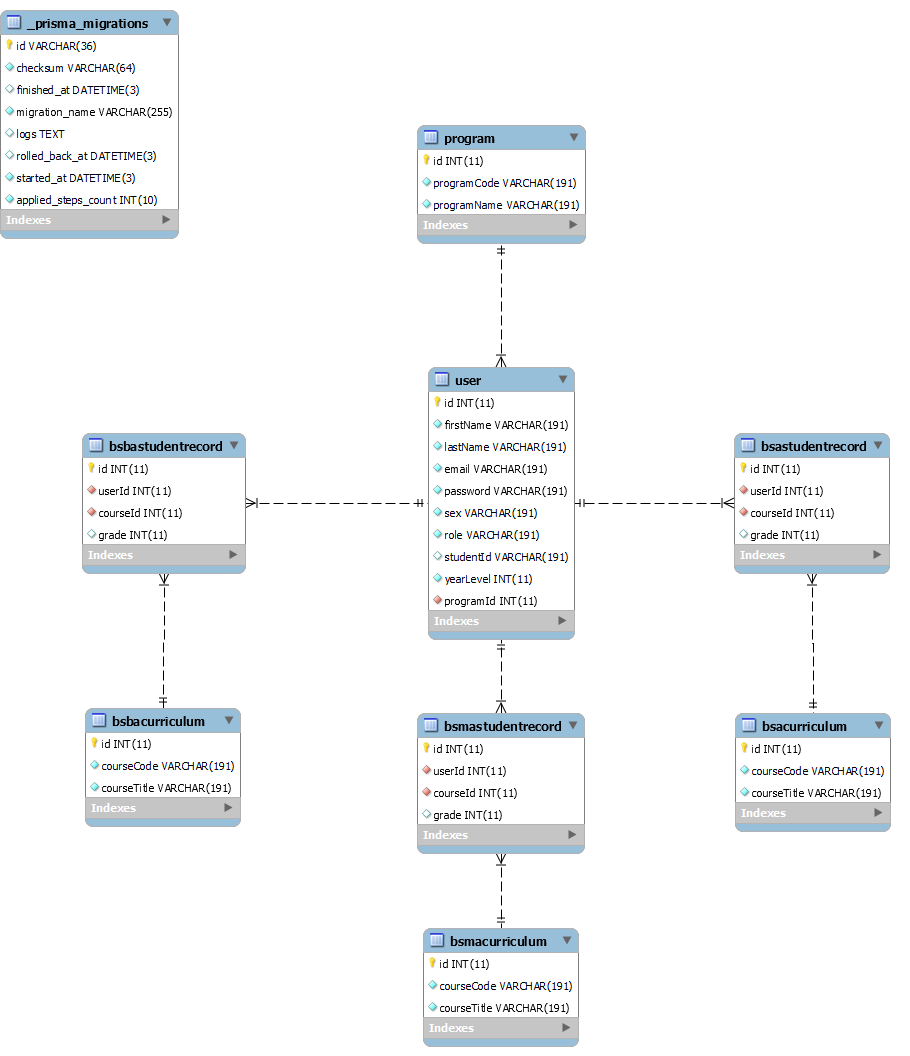 _prisma_migrations
id VARCHAR(36)
checksum VARCHAR(64)
finished_at DATETIME(3)
migration_name VARCHAR(255)
logs TEXT
rolled_back_at DATETIME(3)
started_at DATETIME(3)
applied_steps_count INT(10)
Indexes
program
id INT(11)
programCode VARCHAR(191)
programName VARCHAR(191)
Indexes
user
id INT(11)
firstName VARCHAR(191)
lastName VARCHAR(191)
email VARCHAR(191)
password VARCHAR(191)
sex VARCHAR(191)
role VARCHAR(191)
studentId VARCHAR(191)
yearLevel INT(11)
programId INT(11)
Indexes
bsbastudentrecord
id INT(11)
userId INT(11)
courseId INT(11)
grade INT(11)
Indexes
bsastudentrecord
id INT(11)
userId INT(11)
courseId INT(11)
grade INT(11)
Indexes
bsbacurriculum
id INT(11)
courseCode VARCHAR(191)
courseTitle VARCHAR(191)
Indexes
bsmastudentrecord
id INT(11)
userId INT(11)
courseId INT(11)
grade INT(11)
Indexes
bsacurriculum
id INT(11)
courseCode VARCHAR(191)
courseTitle VARCHAR(191)
Indexes
bsmacurriculum
id INT(11)
courseCode VARCHAR(191)
courseTitle VARCHAR(191)
Indexes